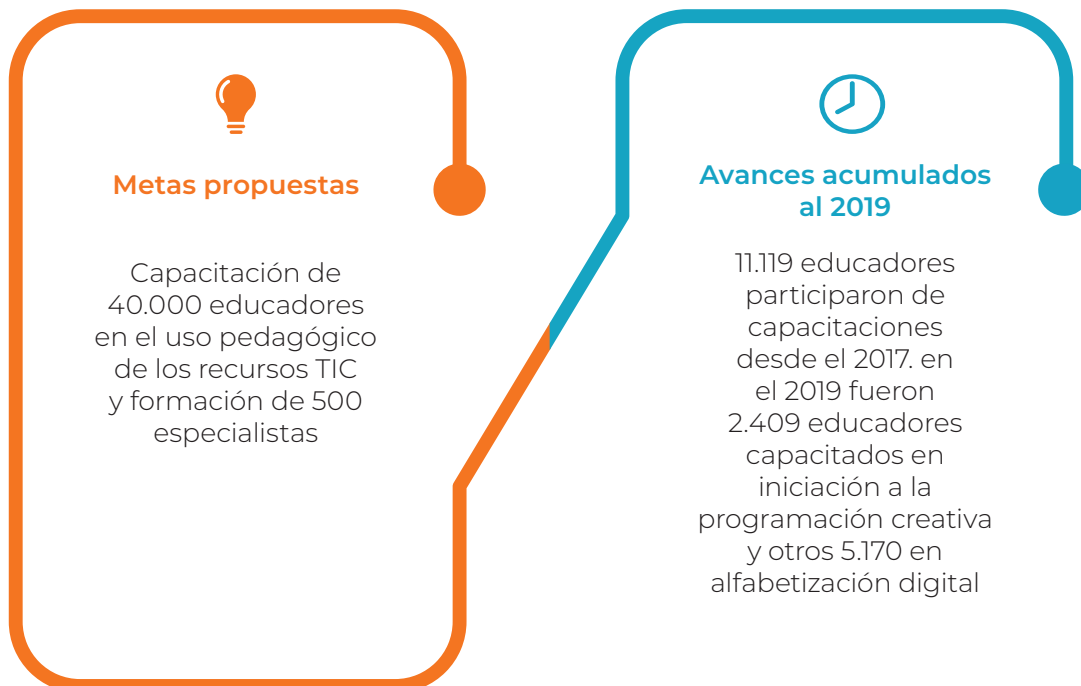 Metas propuestas
Capacitación de
40.000 educadores
en el uso pedagógico
de los recursos TIC
y formación de 500
especialistas
Avances acumulados
al 2019
11.119 educadores
participaron de
capacitaciones
desde el 2017. en
el 2019 fueron
2.409 educadores
capacitados en
iniciación a la
programación creativa
y otros 5.170 en
alfabetización digital